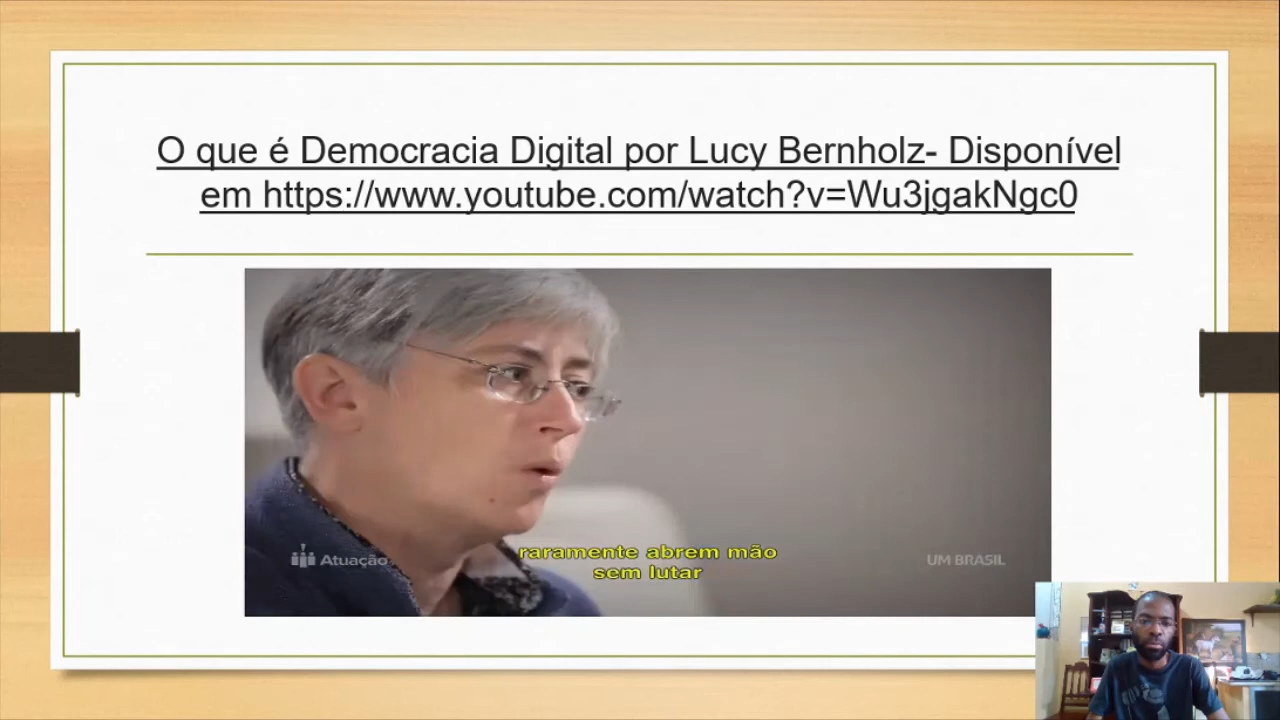 O que é Democracia Digital por Lucy Bernholz- Disponível
em https://www.youtube.com/watch?v=Wu3jgakNgc0
raramente abrem mão
sem lutar
Atuação
UM BRASIL